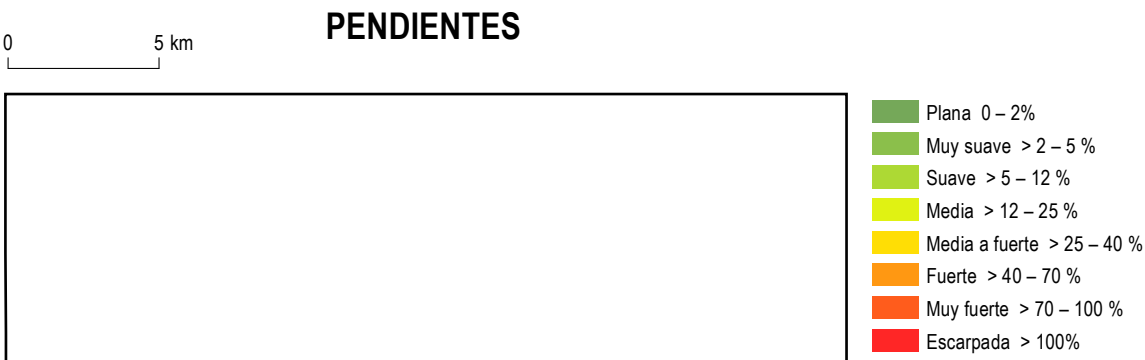 PENDIENTES
0 5 km
Plana 0 – 2%
Muy suave > 2 – 5 %
Suave > 5 – 12 %
Media > 12 – 25 %
Media a fuerte > 25 – 40 %
Fuerte > 40 – 70 %
Muy fuerte > 70 – 100 %
Escarpada > 100%